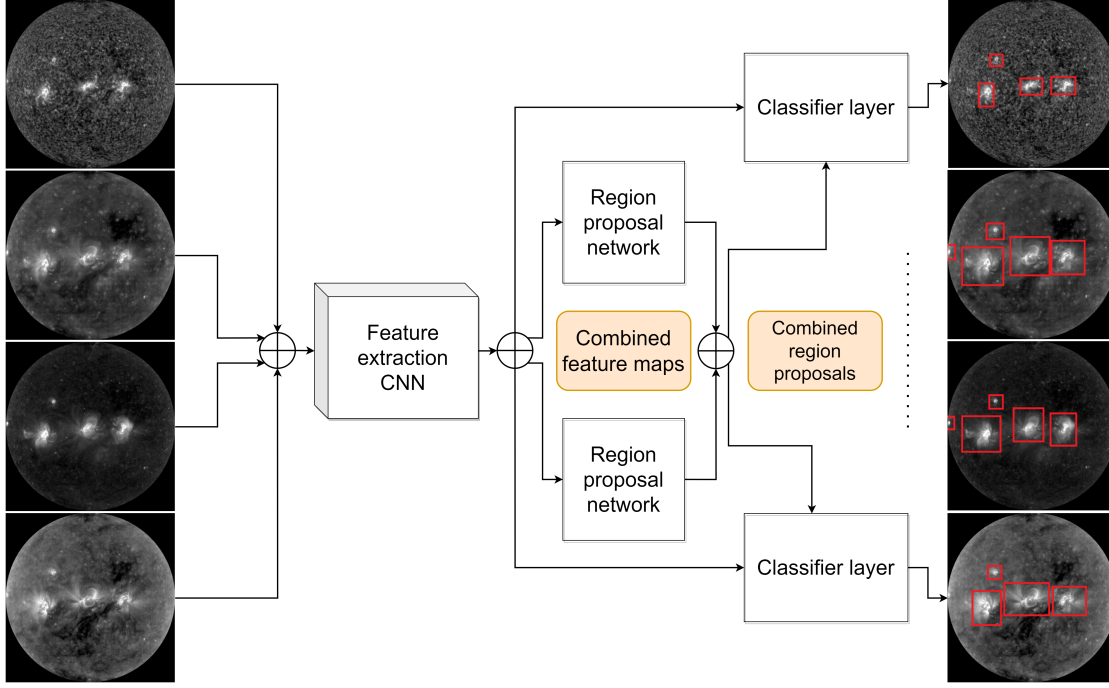 Classifier layer
Region
proposal
network
Feature
extraction
CNN
Combined
feature maps
Combined
region
proposals
Region
proposal
network
Classifier layer